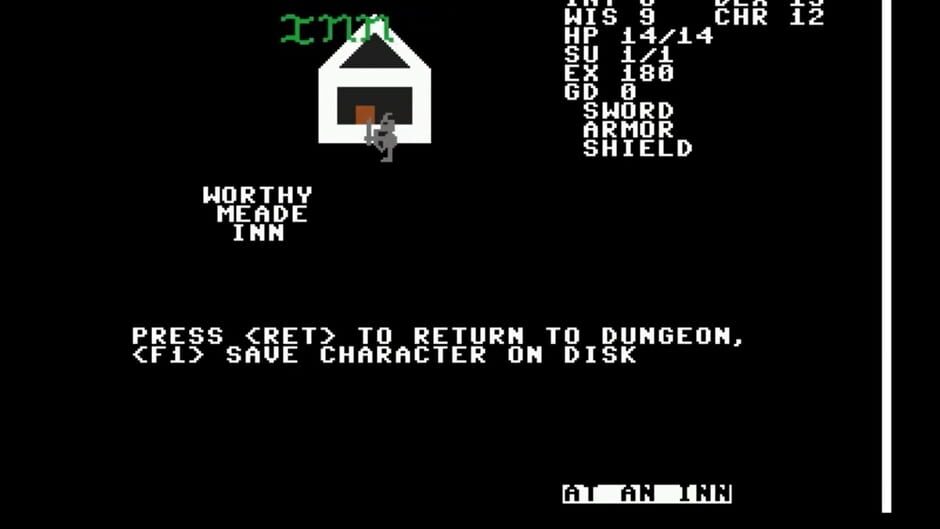 Inn
WIS 9 CHR 12
HP 14/14
SU 1/1
EX 180
GD 0
SWORD
ARMOR
SHIELD
WORTHY
MEADE
INN
PRESS <RET> TO RETURN TO DUNGEON,
<F1> SAVE CHARACTER ON DISK
AT AN INN